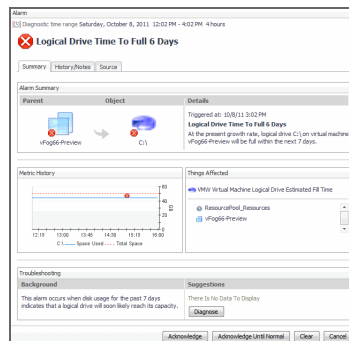 Alarm
Diagnostic time range Saturday, October 8, 2011 12:02 PM - 4:02 PM 4 hours
Logical Drive Time To Full 6 Days
Summary History/Notes Source
Alarm Summary
Parent Object Details
vFog66-Preview C:\
Triggered at: 10/8/11 3:02 PM
Logical Drive Time To Full 6 Days
At the present growth rate, logical drive C:\ on virtual machine
vFog66-Preview will be full within the next 7 days.
Metric History
60
40
20
0
GB
12:15 13:00 13:45 14:30 15:15 16:00
C:\ Space Used Total Space
Things Affected
VMW Virtual Machine Logical Drive Estimated Fill Time
ResourcePool_Resources
vFog66-Preview
Troubleshooting
Background
This alarm occurs when disk usage for the past 7 days
indicates that a logical drive will soon likely reach its capacity.
Suggestions
There Is No Data To Display
Diagnose
Acknowledge Acknowledge Until Normal Clear Cancel